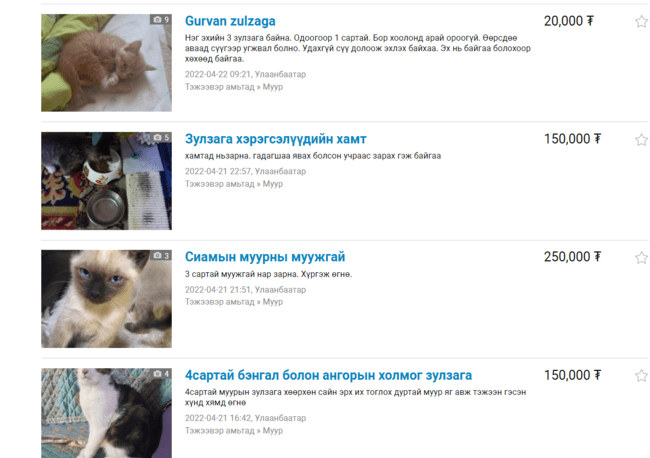 9
Gurvan zulzaga
20,000 ₮
Нэг эхийн 3 зулзага байна. Одоогоор 1 сартай. Бор хоолонд арай ороогүй. Өөрсдөө
аваад сүүгээр угжвал болно. Удахгүй сүү долоож эхлэх байхаа. Эх нь байгаа болохоор
хөхөөд байгаа.
2022-04-22 09:21, Улаанбаатар
Тэжээвэр амьтад » Муур
5
Зулзага хэрэгсэлүүдийн хамт
150,000 ₮
хамтад ньзарна. гадагшаа явах болсон учраас зарах гэж байгаа
2022-04-21 22:57, Улаанбаатар
Тэжээвэр амьтад » Муур
3
Сиамын муурны муужгай
250,000 ₮
3 сартай муужгай нар зарна. Хүргэж өгнө.
2022-04-21 21:51, Улаанбаатар
Тэжээвэр амьтад » Муур
4
4сартай бэнгал болон ангорын холмог зулзага
150,000 ₮
4сартай муурын зулзага хөөрхөн сайн эрх их тоглох дуртай муур яг авж тэжээн гэсэн
хүнд хямд өгнө
2022-04-21 16:42, Улаанбаатар
Тэжээвэр амьтад » Муур